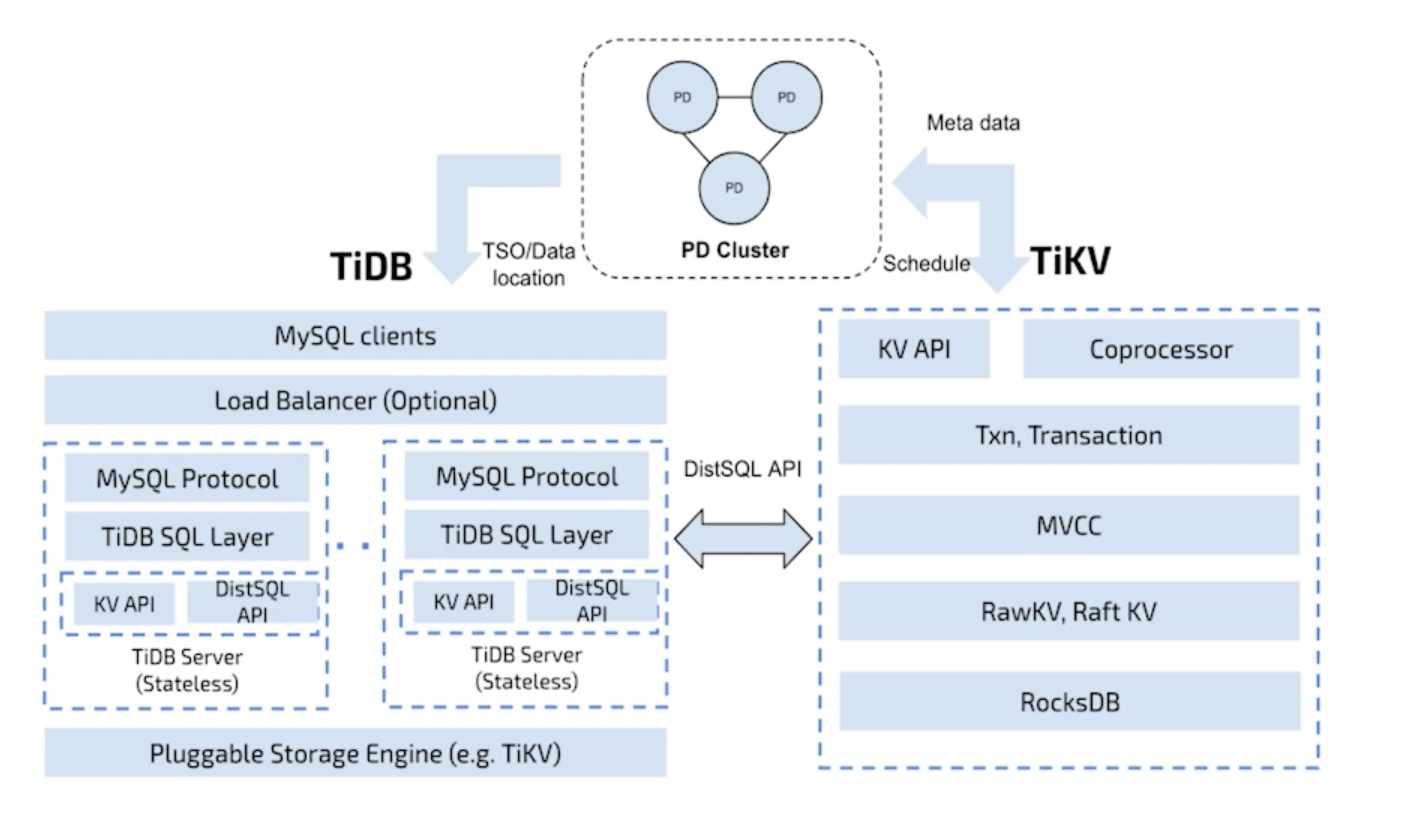 PD
PD
PD
PD Cluster
Meta data
TiDB
TSO/Data
location
Schedule
TiKV
MySQL clients
Load Balancer (Optional)
MySQL Protocol
TiDB SQL Layer
KV API
DistSQL
API
TiDB Server
(Stateless)
MySQL Protocol
TiDB SQL Layer
KV API
DistSQL
API
TiDB Server
(Stateless)
Pluggable Storage Engine (e.g. TiKV)
DistSQL API
KV API
Coprocessor
Txn, Transaction
MVCC
RawKV, Raft KV
RocksDB